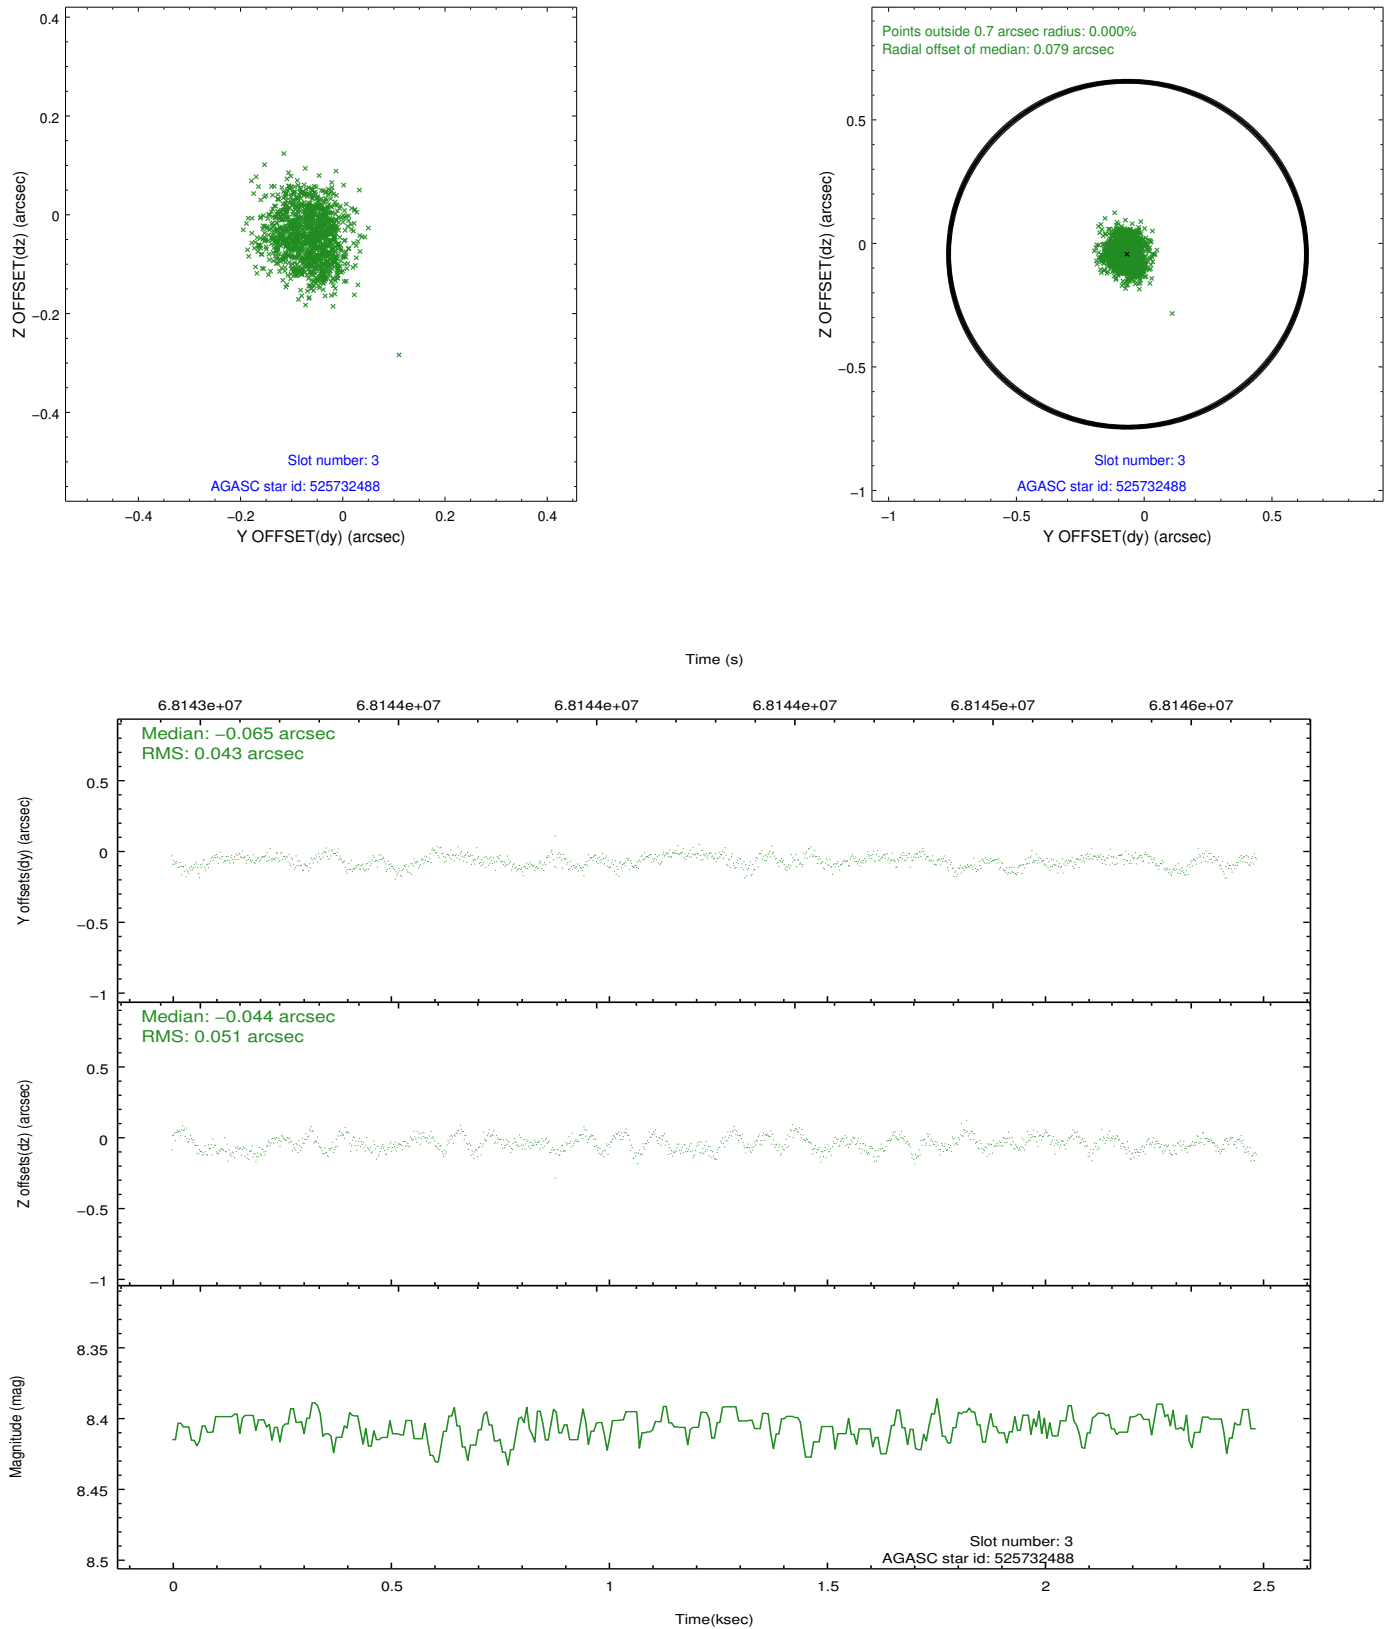 0.4
0.2
0
−0.2
−0.4
Z OFFSET(dz) (arcsec)
Slot number: 3
AGASC star id: 525732488
−0.4
−0.2
0
0.2
0.4
Y OFFSET(dy) (arcsec)
Points outside 0.7 arcsec radius: 0.000%
Radial offset of median: 0.079 arcsec
0.5
0
−0.5
−1
Z OFFSET(dz) (arcsec)
Slot number: 3
AGASC star id: 525732488
−1
−0.5
0
0.5
Y OFFSET(dy) (arcsec)
Time (s)
6.8143e+07
6.8144e+07
6.8144e+07
6.8144e+07
6.8145e+07
6.8146e+07
Median: −0.065 arcsec
RMS: 0.043 arcsec
0.5
0
−0.5
−1
Y offsets(dy) (arcsec)
Median: −0.044 arcsec
RMS: 0.051 arcsec
0.5
0
−0.5
−1
Z offsets(dz) (arcsec)
8.35
8.4
8.45
8.5
Magnitude (mag)
Slot number: 3
AGASC star id: 525732488
0
0.5
1
1.5
2
2.5
Time(ksec)